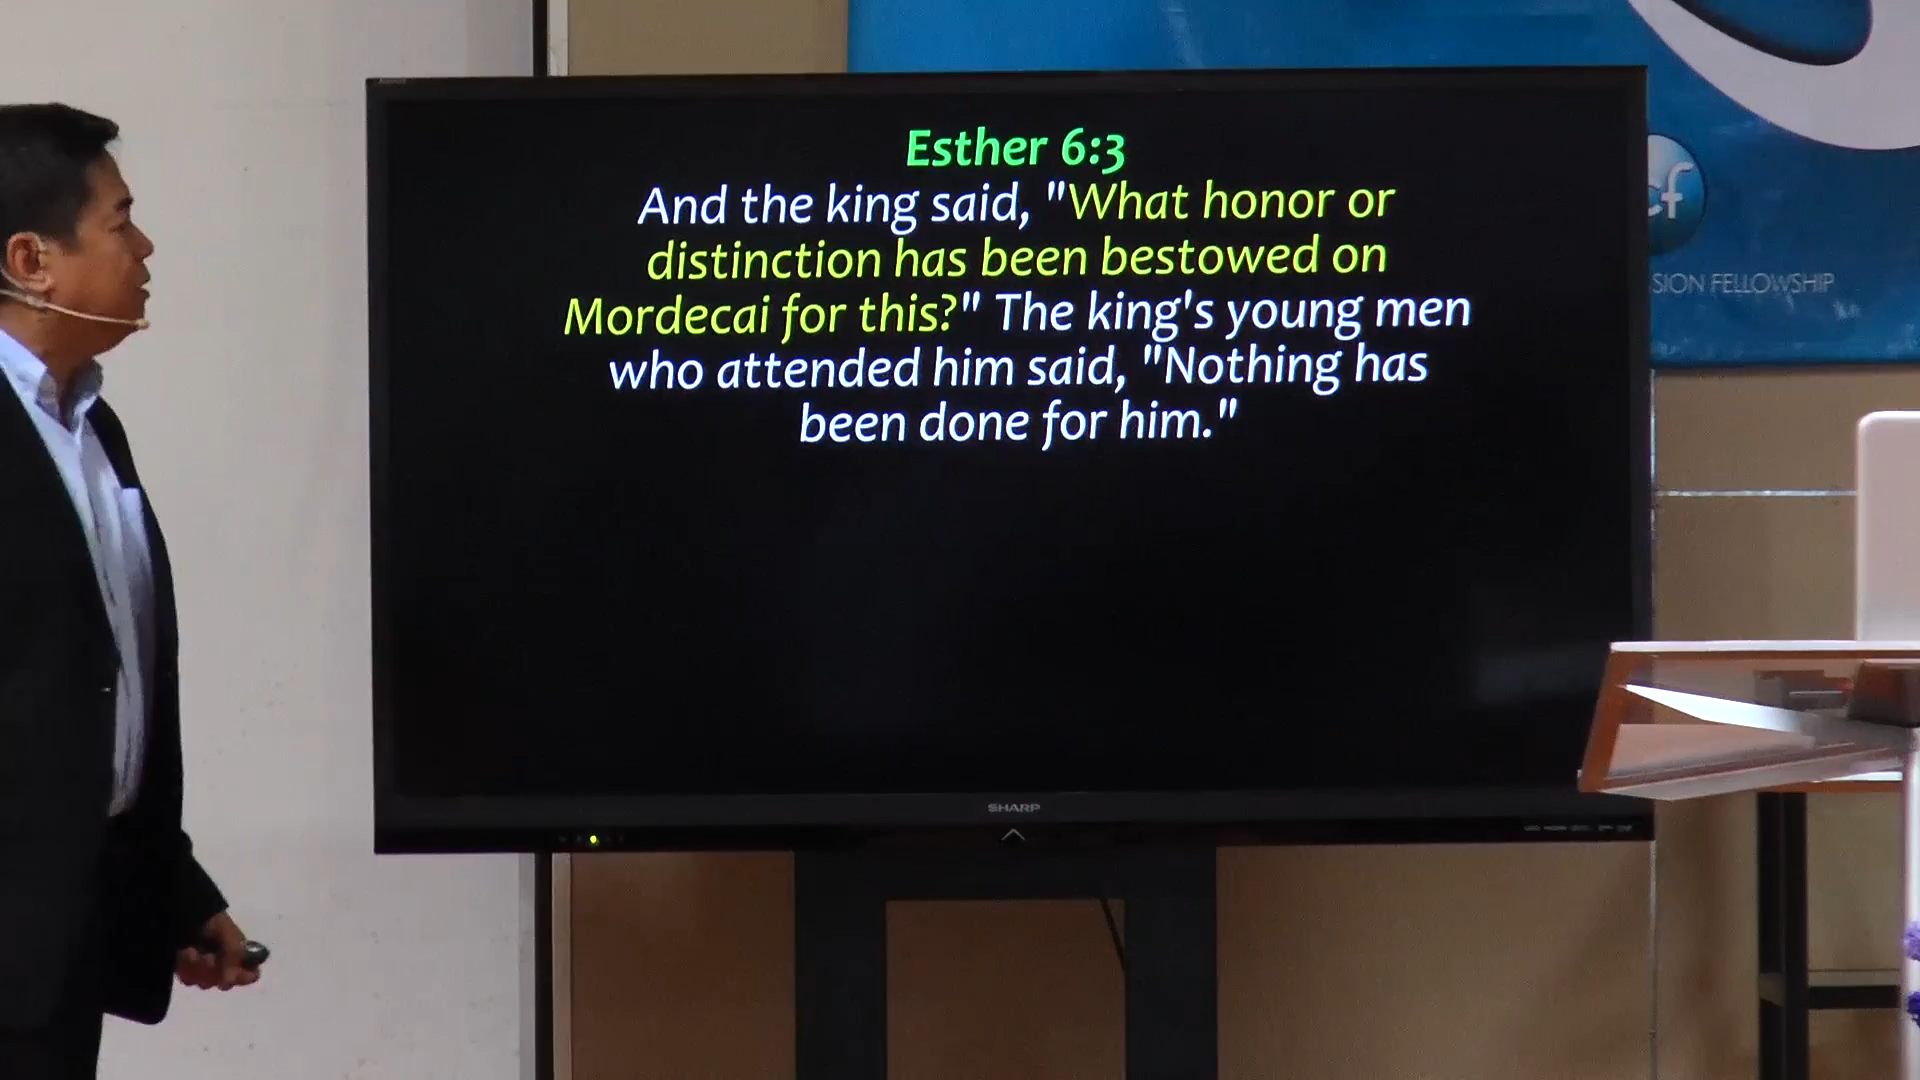 Esther 6:3
And the king said, "What honor or
distinction has been bestowed on
Mordecai for this?" The king's young men
who attended him said, "Nothing has
been done for him."
cf
SION FELLOWSHIP
SHARP